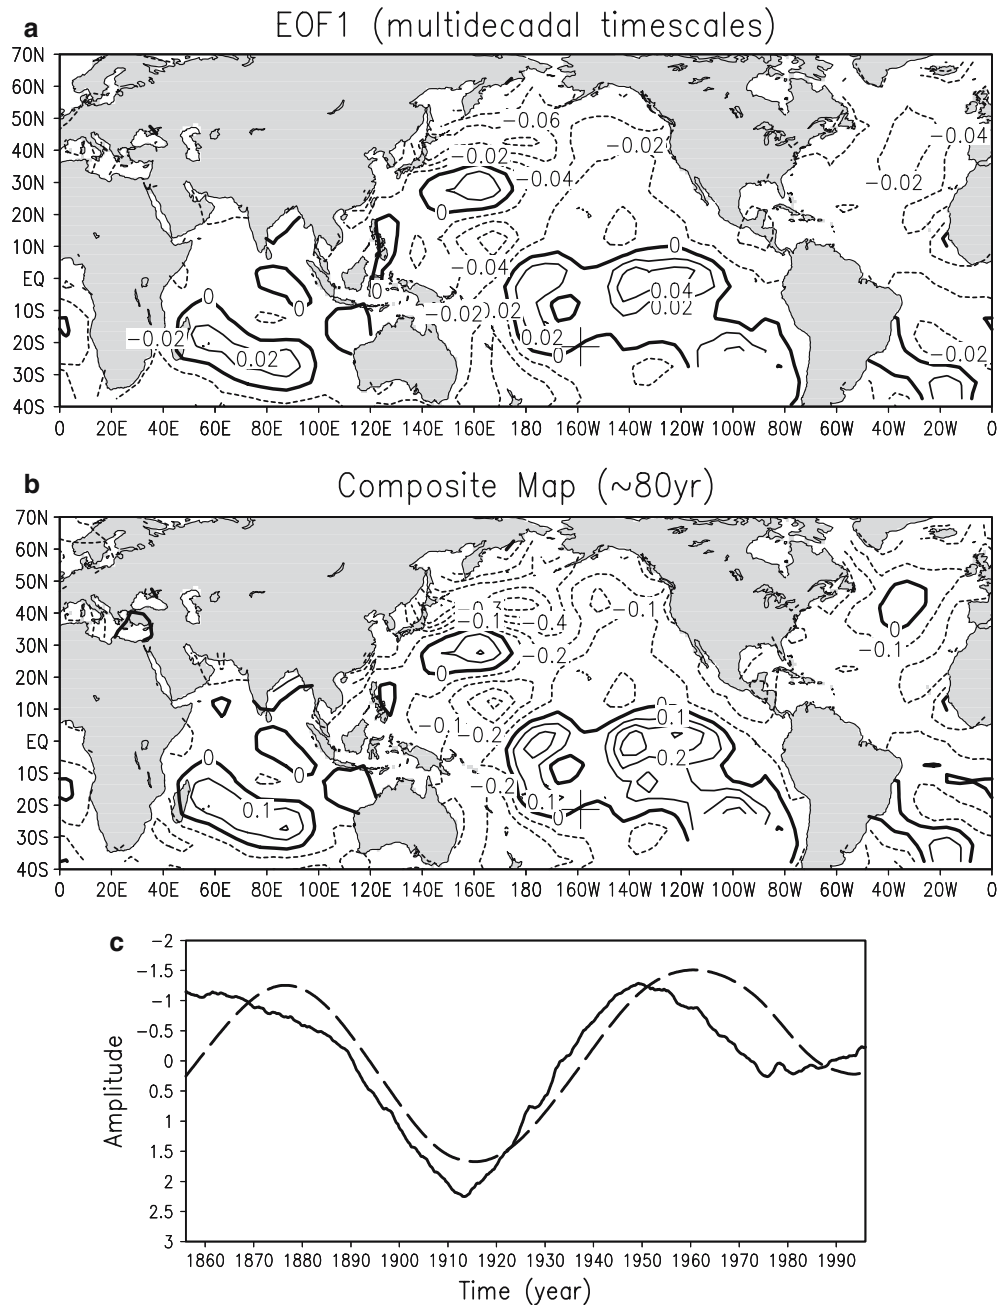 a
EOF1 (multidecadal timescales)
70N
60N
50N
40N
30N
20N
10N
EQ
10S
20S
30S
40S
−0.06
−0.02
−0.02
−0.04
−0.04
−0.02
0
0
−0.04
0.04
0.02
0
0
0
−0.02
0.02
−0.02
0.02
0.02
0
−0.02
0 20E 40E 60E 80E 100E 120E 140E 160E 180 160W 140W 120W 100W 80W 60W 40W 20W 0
b
Composite Map (~80yr)
70N
60N
50N
40N
30N
20N
10N
EQ
10S
20S
30S
40S
−0.3
−0.1
−0.4
−0.1
−0.2
0
0
−0.1
0
0.1
−0.1
−0.2
0.2
0
0
−0.2
0.1
0.1
0
0 20E 40E 60E 80E 100E 120E 140E 160E 180 160W 140W 120W 100W 80W 60W 40W 20W 0
c
Amplitude
−2
−1.5
−1
−0.5
0
0.5
1
1.5
2
2.5
3
1860 1870 1880 1890 1900 1910 1920 1930 1940 1950 1960 1970 1980 1990
Time (year)